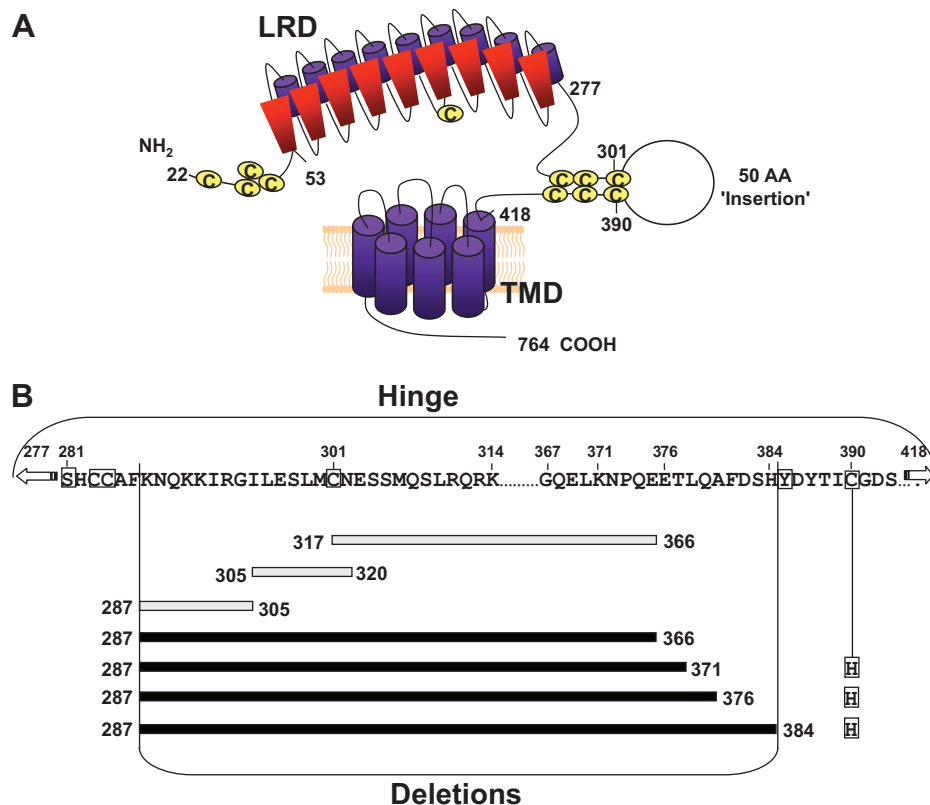 A
LRD
277
NH2
C C C C C
C
22
53
301
C C C
C C C
50 AA
'Insertion'
390
418
TMD
764 COOH
B
Hinge
277 281 301 314 367 371 376 384 390 418
SHCCAFKNQKKIRGILESLMCNESSMQSLRQRK........GQELKNPQEETLQAFDSHYDYTICGDS....
317 366
305 320
287 305
287 366
287 371 H
287 376 H
287 384 H
Deletions